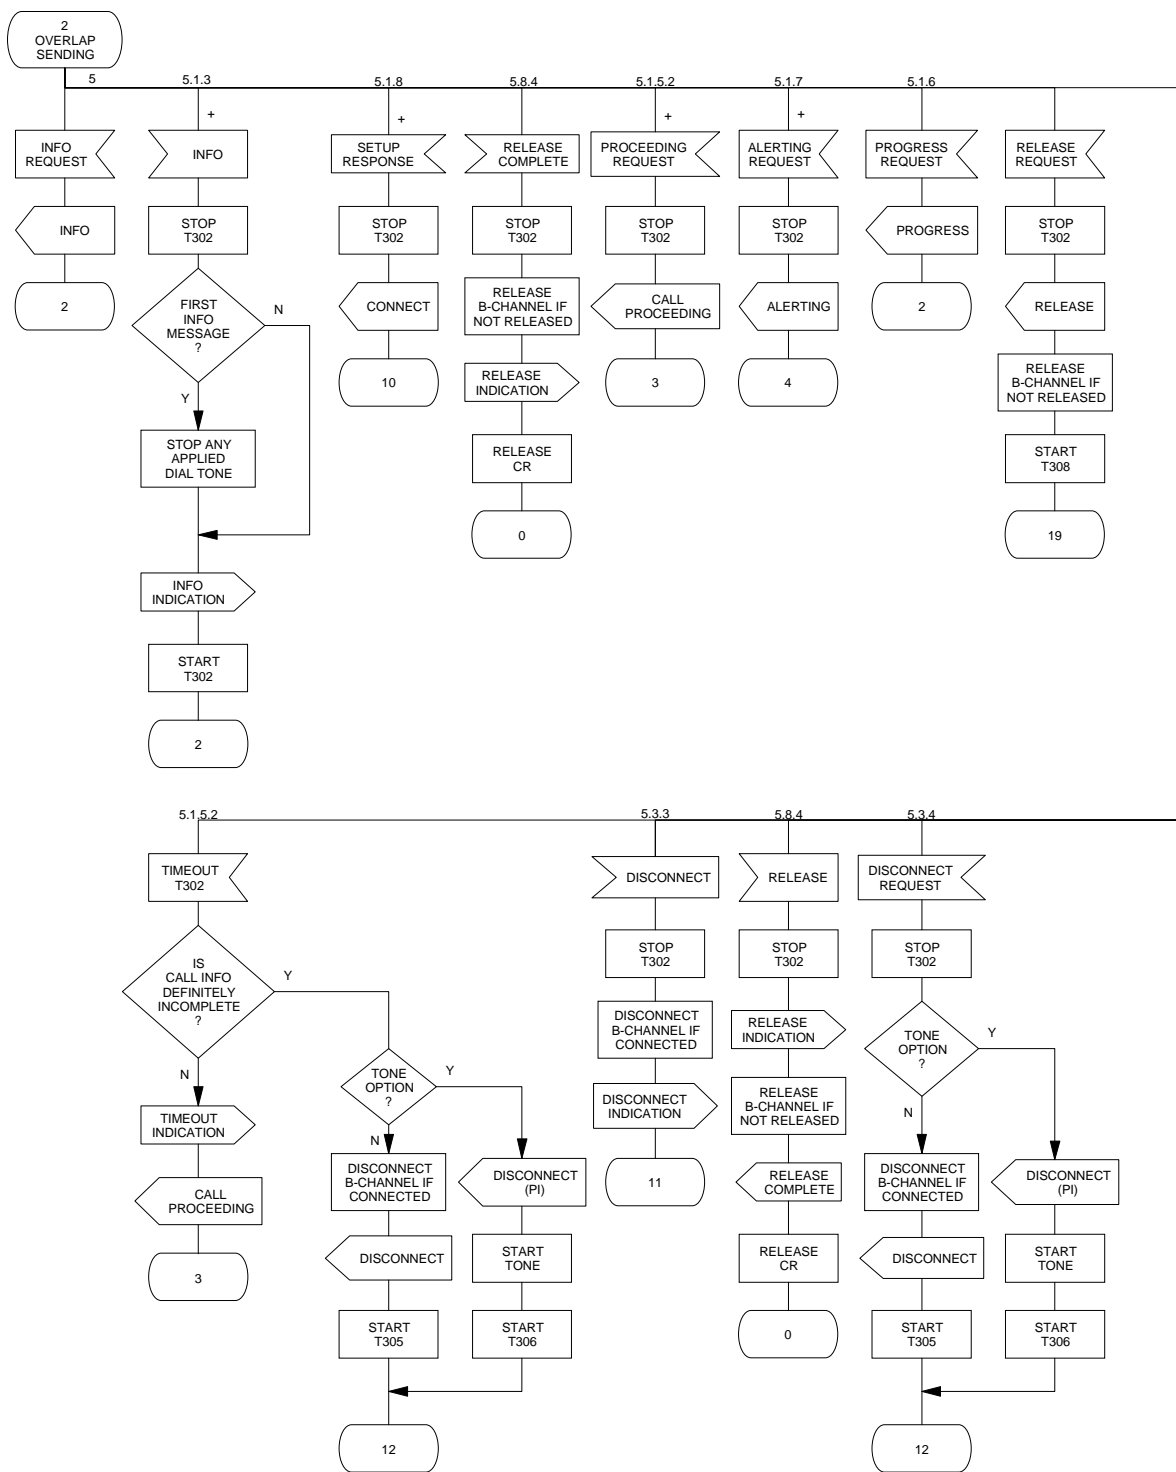 2
OVERLAP
SENDING
5
5.1.3
5.1.8
5.8.4
5.1.5.2
5.1.7
5.1.6
+
+
+
+
INFO
REQUEST
INFO
SETUP
RESPONSE
RELEASE
COMPLETE
PROCEEDING
REQUEST
ALERTING
REQUEST
PROGRESS
REQUEST
RELEASE
REQUEST
INFO
STOP
T302
STOP
T302
STOP
T302
STOP
T302
STOP
T302
PROGRESS
STOP
T302
2
FIRST
INFO
MESSAGE
?
N
Y
CONNECT
RELEASE
B-CHANNEL IF
NOT RELEASED
CALL
PROCEEDING
ALERTING
2
RELEASE
10
RELEASE
INDICATION
3
4
RELEASE
B-CHANNEL IF
NOT RELEASED
STOP ANY
APPLIED
DIAL TONE
RELEASE
CR
START
T308
0
19
INFO
INDICATION
START
T302
2
5.1.5.2
5.3.3
5.8.4
5.3.4
TIMEOUT
T302
DISCONNECT
RELEASE
DISCONNECT
REQUEST
IS
CALL INFO
DEFINITELY
INCOMPLETE
?
Y
N
STOP
T302
STOP
T302
STOP
T302
DISCONNECT
B-CHANNEL IF
CONNECTED
RELEASE
INDICATION
TONE
OPTION
?
Y
N
TONE
OPTION
?
Y
N
DISCONNECT
INDICATION
RELEASE
B-CHANNEL IF
NOT RELEASED
TIMEOUT
INDICATION
DISCONNECT
B-CHANNEL IF
CONNECTED
DISCONNECT
(PI)
11
RELEASE
COMPLETE
DISCONNECT
B-CHANNEL IF
CONNECTED
DISCONNECT
(PI)
CALL
PROCEEDING
DISCONNECT
START
TONE
RELEASE
CR
DISCONNECT
START
TONE
3
START
T305
START
T306
0
START
T305
START
T306
12
12